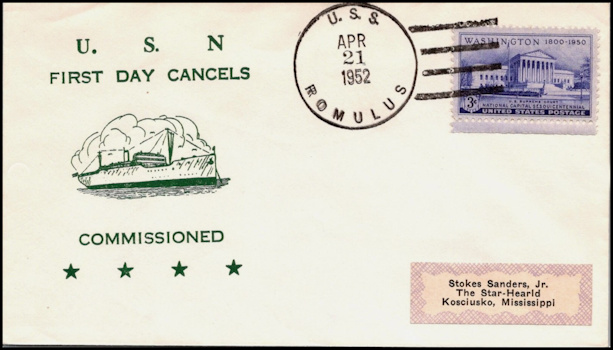 U. S. N
FIRST DAY CANCELS
COMMISSIONED
U. S. S.
APR
21
1952
ROMULUS
WASHINGTON 1800-1950
U.S. SUPREME COURT
NATIONAL CAPITAL SESQUICENTENNIAL
3¢
UNITED STATES POSTAGE
Stokes Sanders, Jr.
The Star-Hearld
Kosciusko, Mississippi